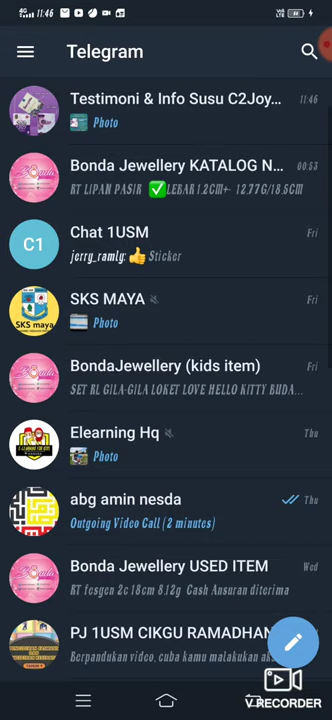 11:46
Telegram
Testimoni & Info Susu C2Joy...
11:46
Photo
Bonda Jewellery KATALOG N...
00:53
RT LIPAN PASIR ✅LEBAR 1.2CM+- 12.77G/18.5CM
C1
Chat 1USM
Fri
jerry_ramly: 👍 Sticker
SKS MAYA
Fri
SKS maya
Photo
BondaJewellery (kids item)
Fri
SET RL GILA-GILA LOKET LOVE HELLO KITTY BUDA...
Elearning Hq
Thu
Photo
abg amin nesda
Thu
Outgoing Video Call (2 minutes)
Bonda Jewellery USED ITEM
Wed
RT fesyen 2c 18cm 8.12g Cash Ansuran diterima
PJ 1USM CIKGU RAMADHAN
Berpandukan video, cuba kamu malakukan ak
V RECORDER